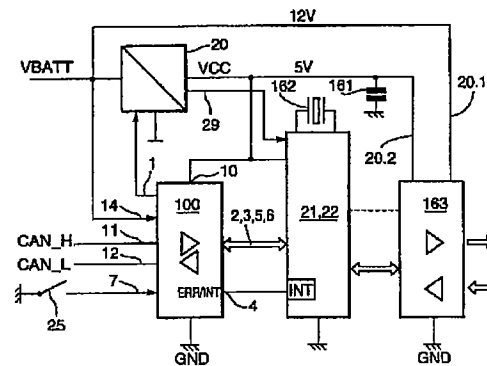 12V
20
VBATT
VCC
5V
162
161
29
20.2
20.1
1
10
14
100
21,22
163
CAN_H
11
2,3,5,6
CAN_L
12
7
ERR/INT
INT
25
4
GND
GND